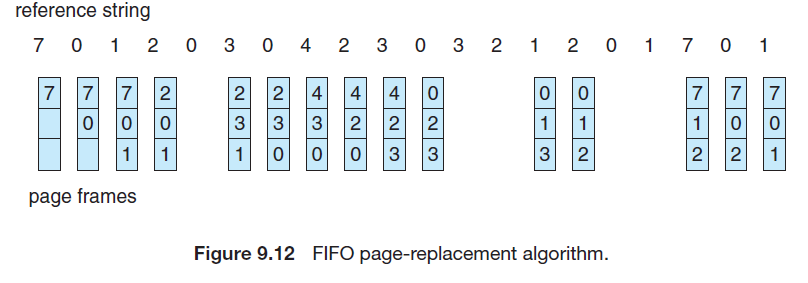 reference string
7 0 1 2 0 3 0 4 2 3 0 3 2 1 2 0 1 7 0 1
7 7 7 2 2 2 4 4 4 0 0 0 7 7 7
0 0 0 3 3 3 2 2 2 1 1 1 0 0
1 1 1 0 0 0 3 3 3 2 2 2 1
page frames
Figure 9.12 FIFO page-replacement algorithm.